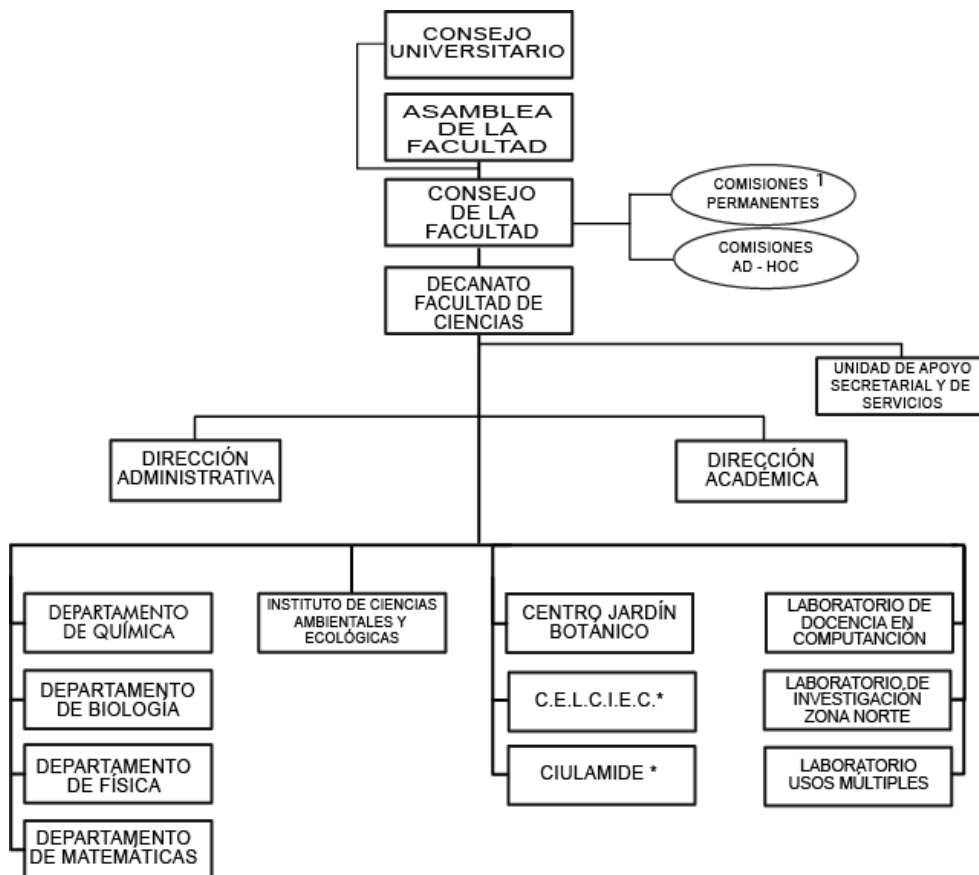 CONSEJO
UNIVERSITARIO
ASAMBLEA
DE LA
FACULTAD
CONSEJO
DE LA
FACULTAD
COMISIONES 1
PERMANENTES
COMISIONES
AD - HOC
DECANATO
FACULTAD DE
CIENCIAS
UNIDAD DE APOYO
SECRETARIAL Y DE
SERVICIOS
DIRECCIÓN
ADMINISTRATIVA
DIRECCIÓN
ACADÉMICA
DEPARTAMENTO
DE QUÍMICA
INSTITUTO DE CIENCIAS
AMBIENTALES Y
ECOLÓGICAS
CENTRO JARDÍN
BOTÁNICO
LABORATORIO DE
DOCENCIA EN
COMPUTANCIÓN
DEPARTAMENTO
DE BIOLOGÍA
C.E.L.C.I.E.C.*
LABORATORIO DE
INVESTIGACIÓN
ZONA NORTE
DEPARTAMENTO
DE FÍSICA
CIULAMIDE *
LABORATORIO
USOS MÚLTIPLES
DEPARTAMENTO
DE MATEMÁTICAS